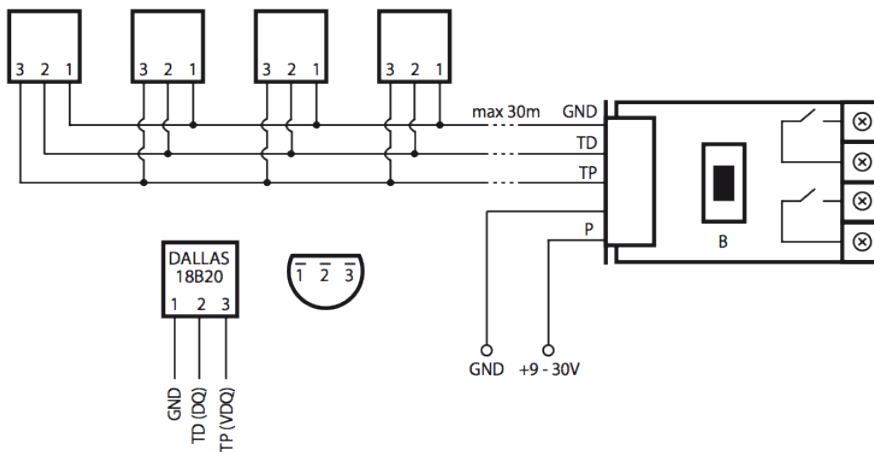 3 2 1
3 2 1
3 2 1
3 2 1
max 30m
GND
TD
TP
P
B
DALLAS
18B20
1 2 3
GND
TD (DQ)
TP (VDQ)
1 2 3
GND
+9 - 30V